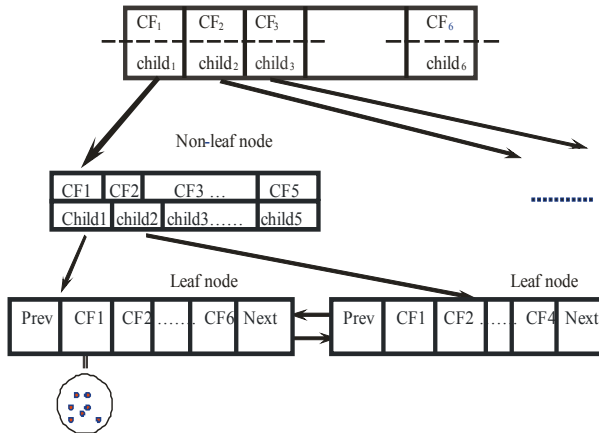 CF₁ CF₂ CF₃ CF₆
child₁ child₂ child₃ child₆
Non-leaf node
CF1 CF2 CF3 ... CF5
Child1 child2 child3...... child5
Leaf node Leaf node
Prev CF1 CF2 ....... CF6 Next Prev CF1 CF2 ....... CF4 Next